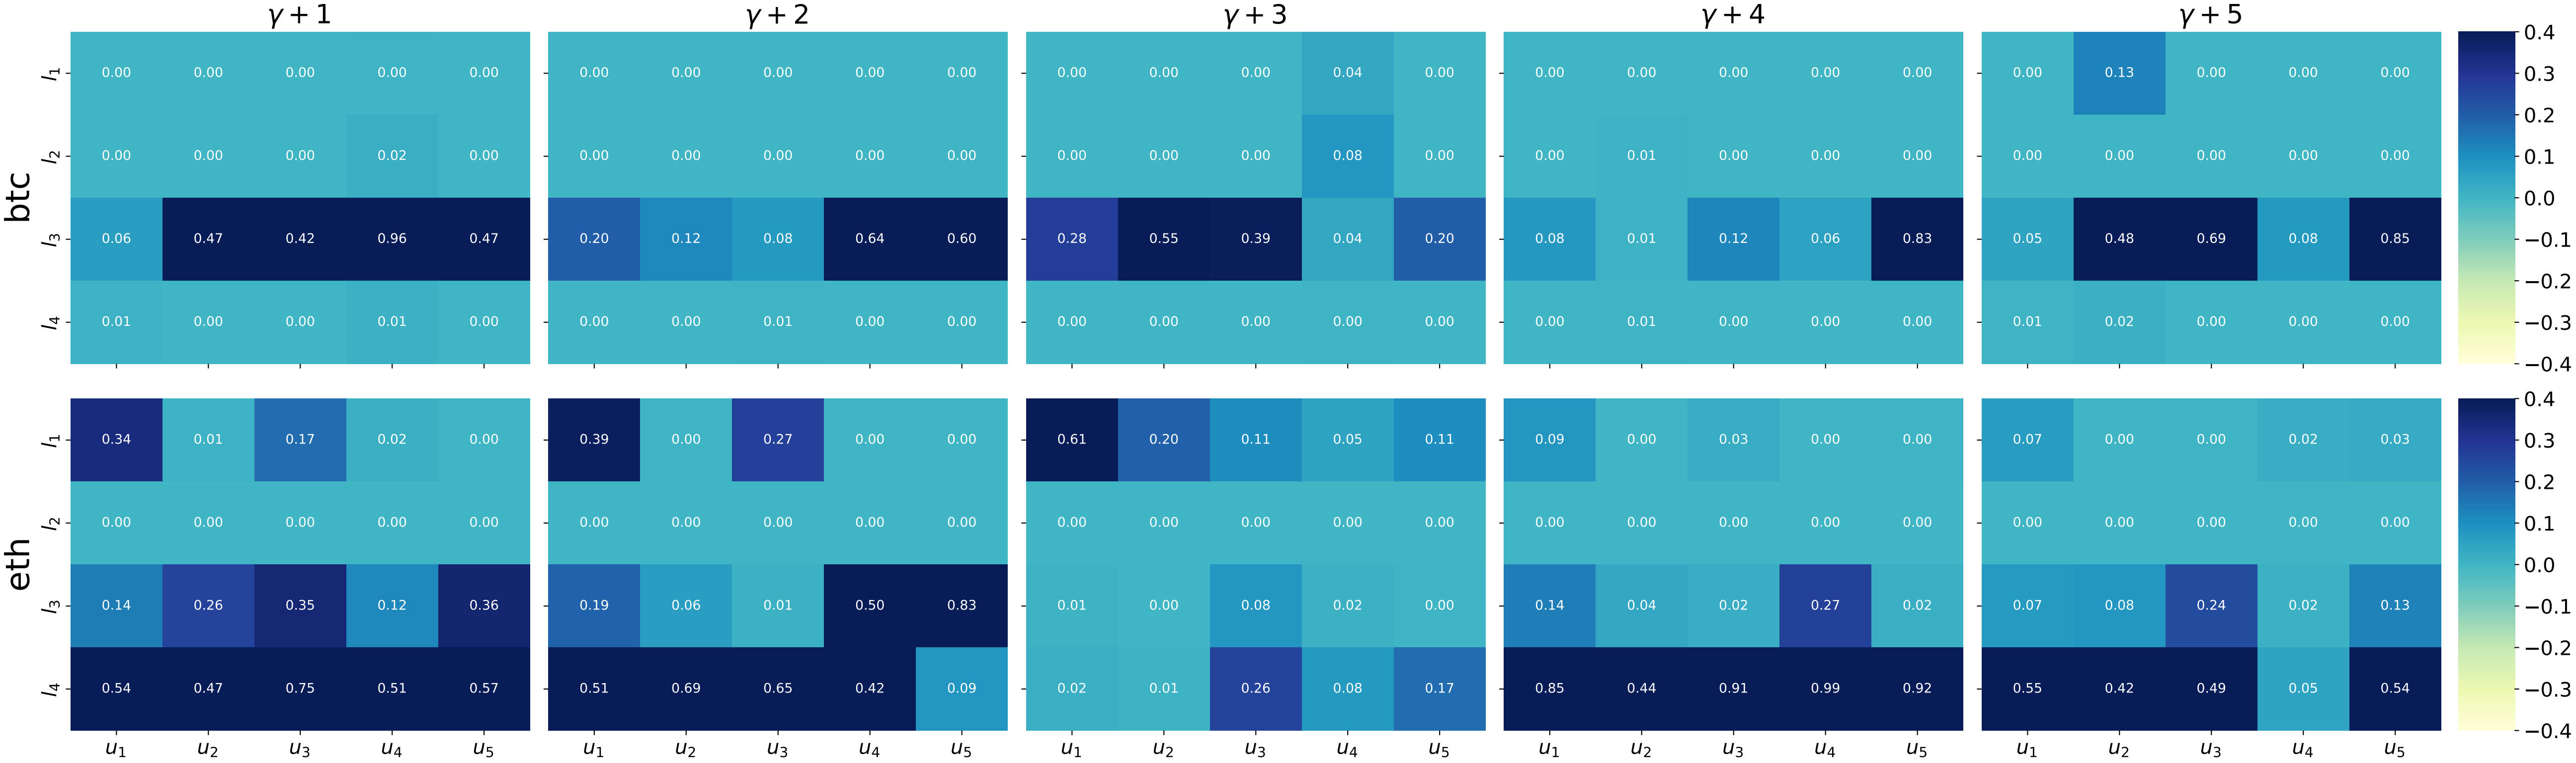 γ + 1 γ + 2 γ + 3 γ + 4 γ + 5
btc
l₁ 0.00 0.00 0.00 0.00 0.00 0.00 0.00 0.00 0.00 0.00 0.00 0.00 0.00 0.04 0.00 0.00 0.00 0.00 0.00 0.00 0.00 0.13 0.00 0.00 0.00
l₂ 0.00 0.00 0.00 0.02 0.00 0.00 0.00 0.00 0.00 0.00 0.00 0.00 0.00 0.08 0.00 0.00 0.01 0.00 0.00 0.00 0.00 0.00 0.00 0.00 0.00
l₃ 0.06 0.47 0.42 0.96 0.47 0.20 0.12 0.08 0.64 0.60 0.28 0.55 0.39 0.04 0.20 0.08 0.01 0.12 0.06 0.83 0.05 0.48 0.69 0.08 0.85
l₄ 0.01 0.00 0.00 0.01 0.00 0.00 0.00 0.01 0.00 0.00 0.00 0.00 0.00 0.00 0.00 0.00 0.01 0.00 0.00 0.00 0.01 0.02 0.00 0.00 0.00
0.4
0.3
0.2
0.1
0.0
−0.1
−0.2
−0.3
−0.4
eth
l₁ 0.34 0.01 0.17 0.02 0.00 0.39 0.00 0.27 0.00 0.00 0.61 0.20 0.11 0.05 0.11 0.09 0.00 0.03 0.00 0.00 0.07 0.00 0.00 0.02 0.03
l₂ 0.00 0.00 0.00 0.00 0.00 0.00 0.00 0.00 0.00 0.00 0.00 0.00 0.00 0.00 0.00 0.00 0.00 0.00 0.00 0.00 0.00 0.00 0.00 0.00 0.00
l₃ 0.14 0.26 0.35 0.12 0.36 0.19 0.06 0.01 0.50 0.83 0.01 0.00 0.08 0.02 0.00 0.14 0.04 0.02 0.27 0.02 0.07 0.08 0.24 0.02 0.13
l₄ 0.54 0.47 0.75 0.51 0.57 0.51 0.69 0.65 0.42 0.09 0.02 0.01 0.26 0.08 0.17 0.85 0.44 0.91 0.99 0.92 0.55 0.42 0.49 0.05 0.54
0.4
0.3
0.2
0.1
0.0
−0.1
−0.2
−0.3
−0.4
u₁ u₂ u₃ u₄ u₅ u₁ u₂ u₃ u₄ u₅ u₁ u₂ u₃ u₄ u₅ u₁ u₂ u₃ u₄ u₅ u₁ u₂ u₃ u₄ u₅